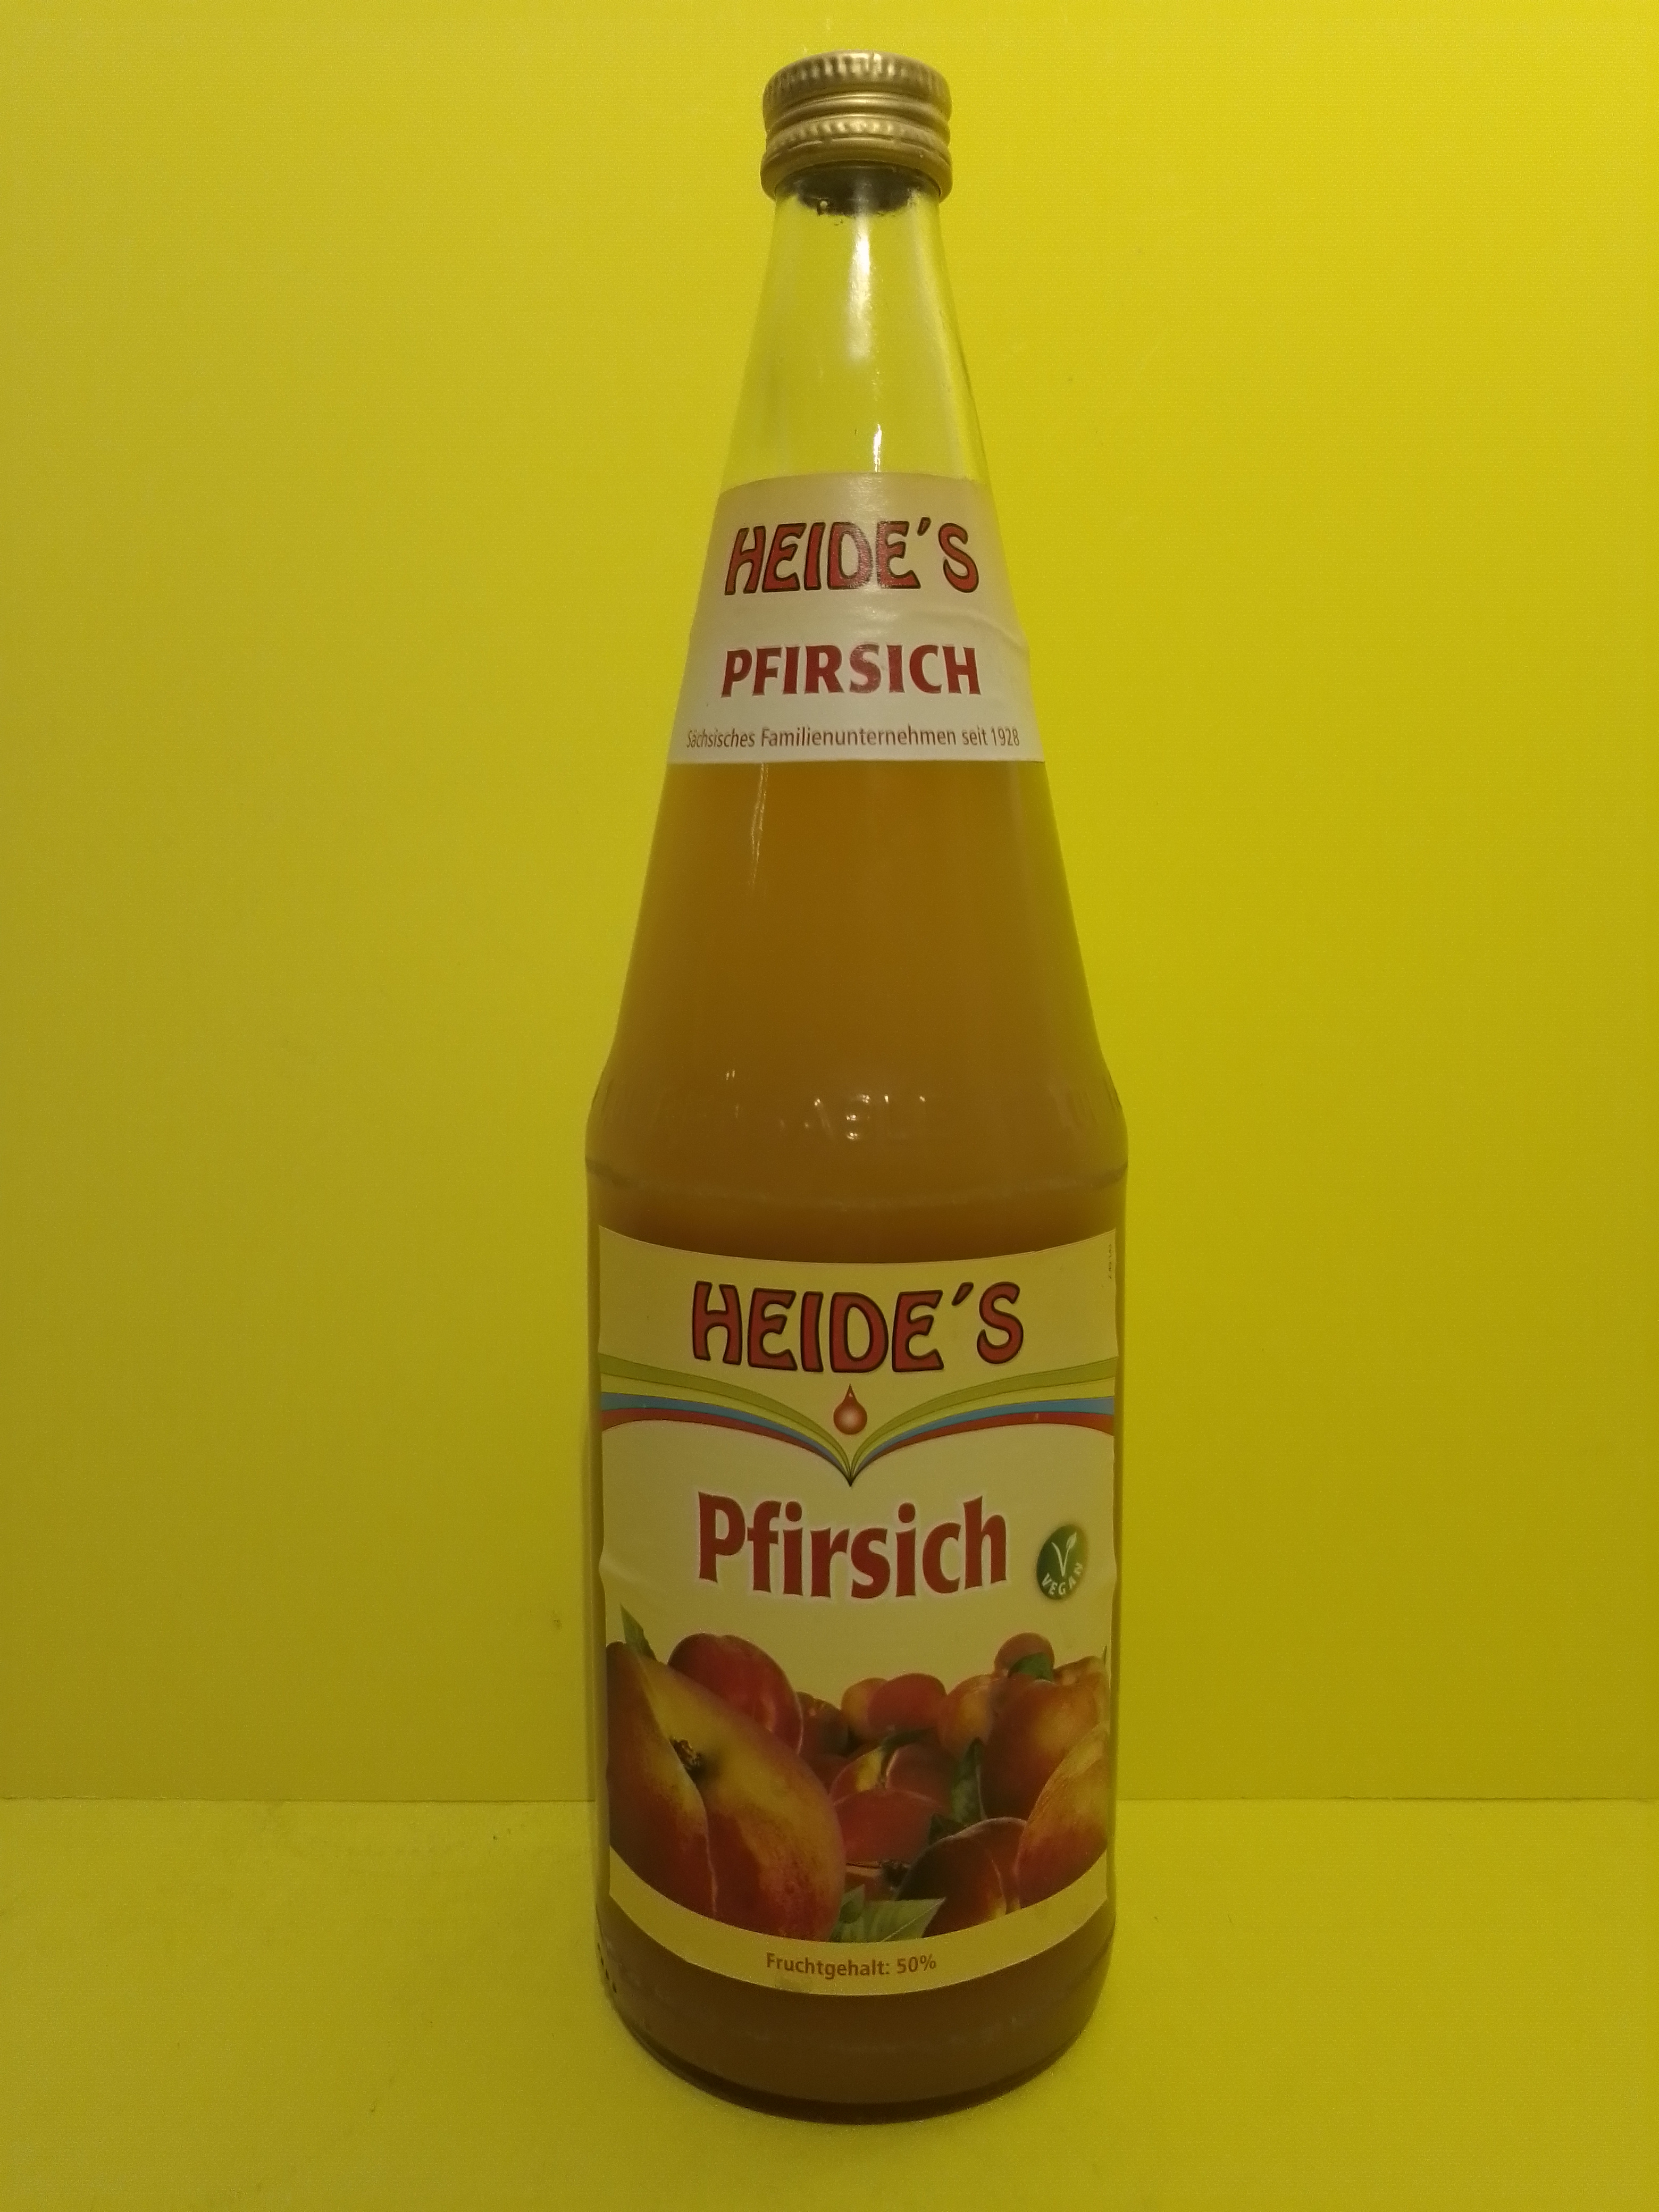 HEIDE´S
PFIRSICH
Sächsisches Familienunternehmen seit 1928
HEIDE´S
Pfirsich
VEGAN
Fruchtgehalt: 50%